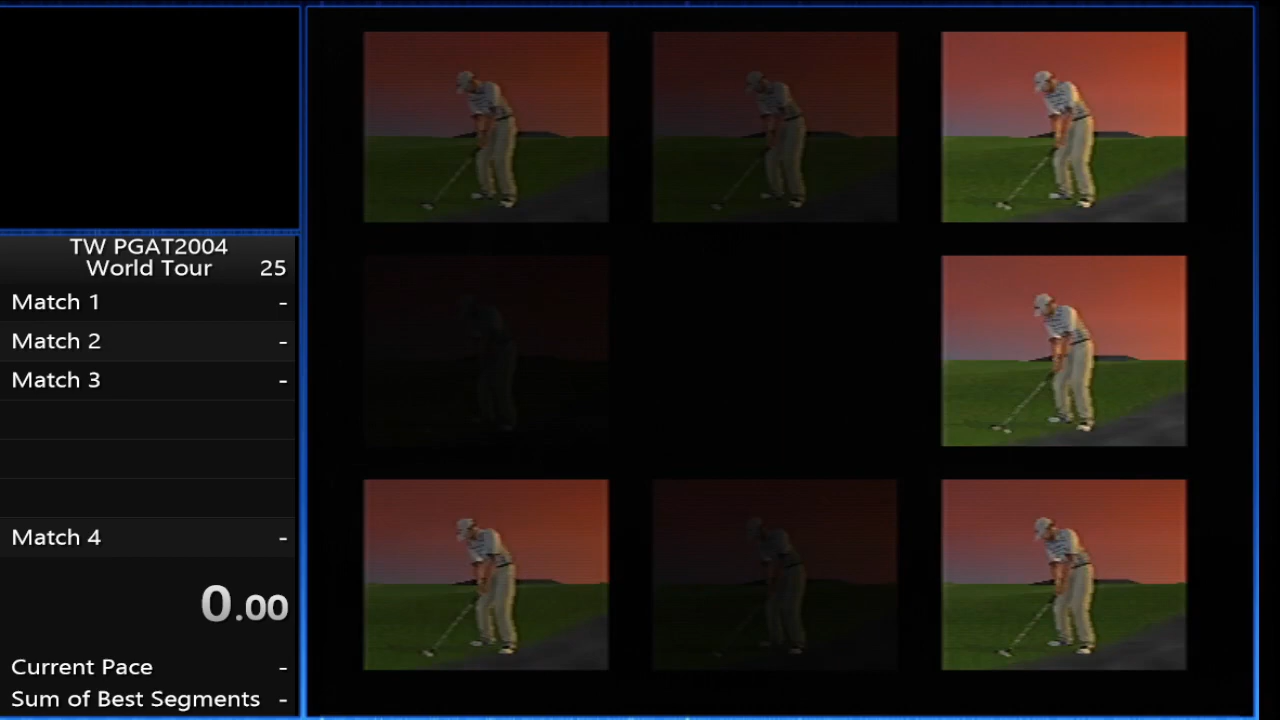 TW PGAT2004
World Tour 25
Match 1 -
Match 2 -
Match 3 -
Match 4 -
0.00
Current Pace -
Sum of Best Segments -